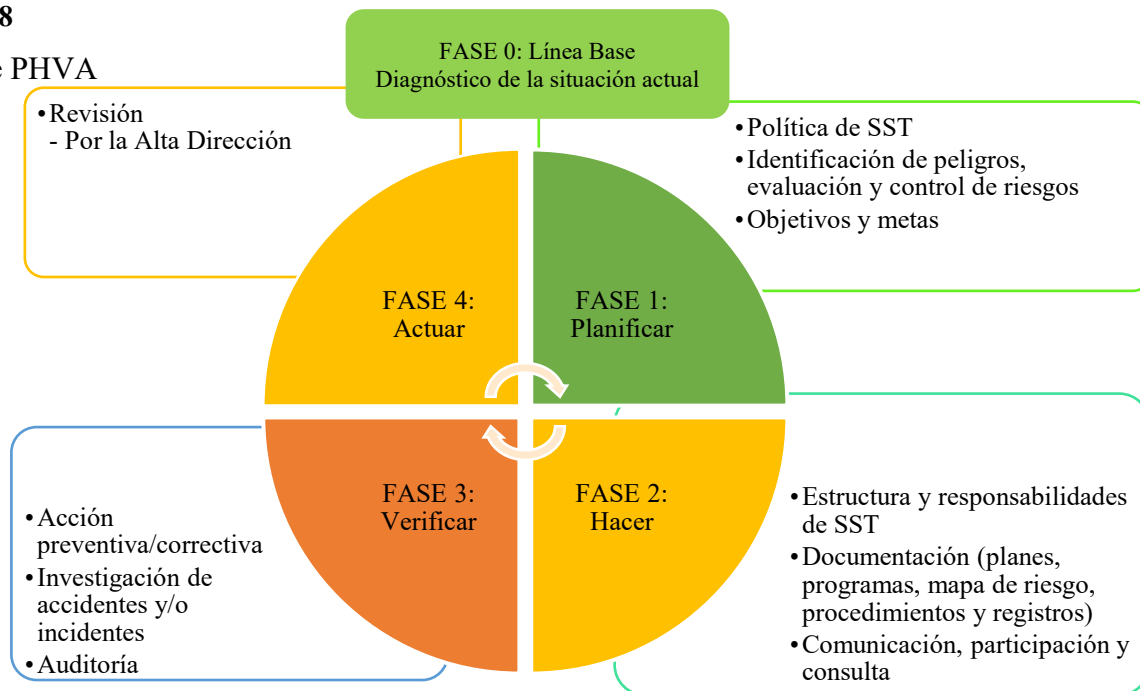 8
e PHVA
FASE 0: Línea Base
Diagnóstico de la situación actual
•Revisión
- Por la Alta Dirección
•Política de SST
•Identificación de peligros,
evaluación y control de riesgos
•Objetivos y metas
FASE 4:
Actuar
FASE 1:
Planificar
FASE 3:
Verificar
FASE 2:
Hacer
•Acción
preventiva/correctiva
•Investigación de
accidentes y/o
incidentes
•Auditoría
•Estructura y responsabilidades
de SST
•Documentación (planes,
programas, mapa de riesgo,
procedimientos y registros)
•Comunicación, participación y
consulta